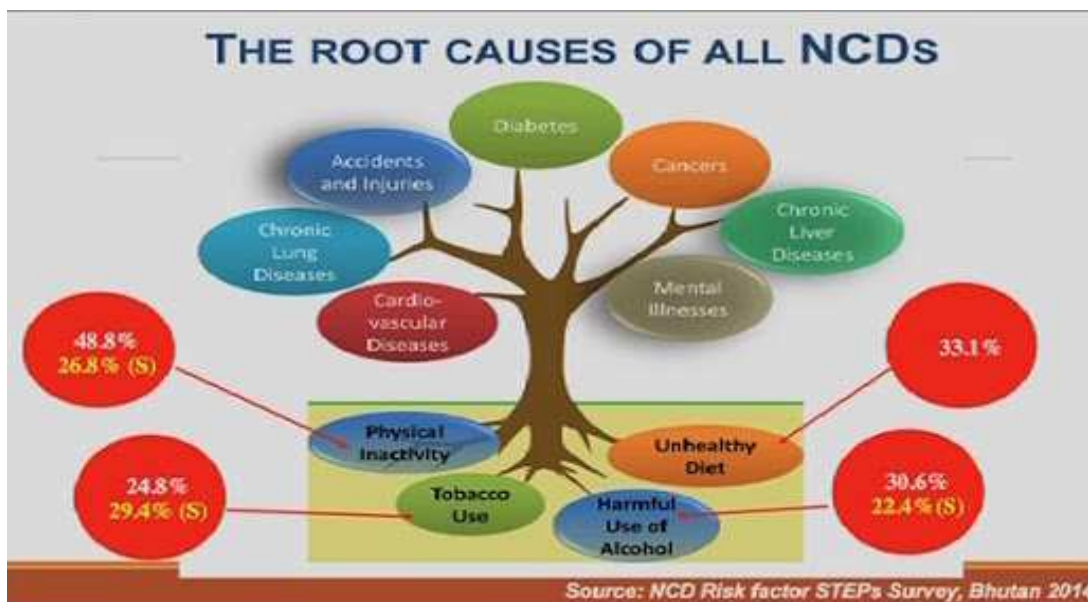 THE ROOT CAUSES OF ALL NCDs
Diabetes
Accidents
and Injuries
Cancers
Chronic
Lung
Diseases
Chronic
Liver
Diseases
Cardio-
vascular
Diseases
Mental
Illnesses
48.8%
26.8% (S)
33.1%
Physical
Inactivity
Unhealthy
Diet
24.8%
29.4% (S)
Tobacco
Use
Harmful
Use of
Alcohol
30.6%
22.4% (S)
Source: NCD Risk factor STEPs Survey, Bhutan